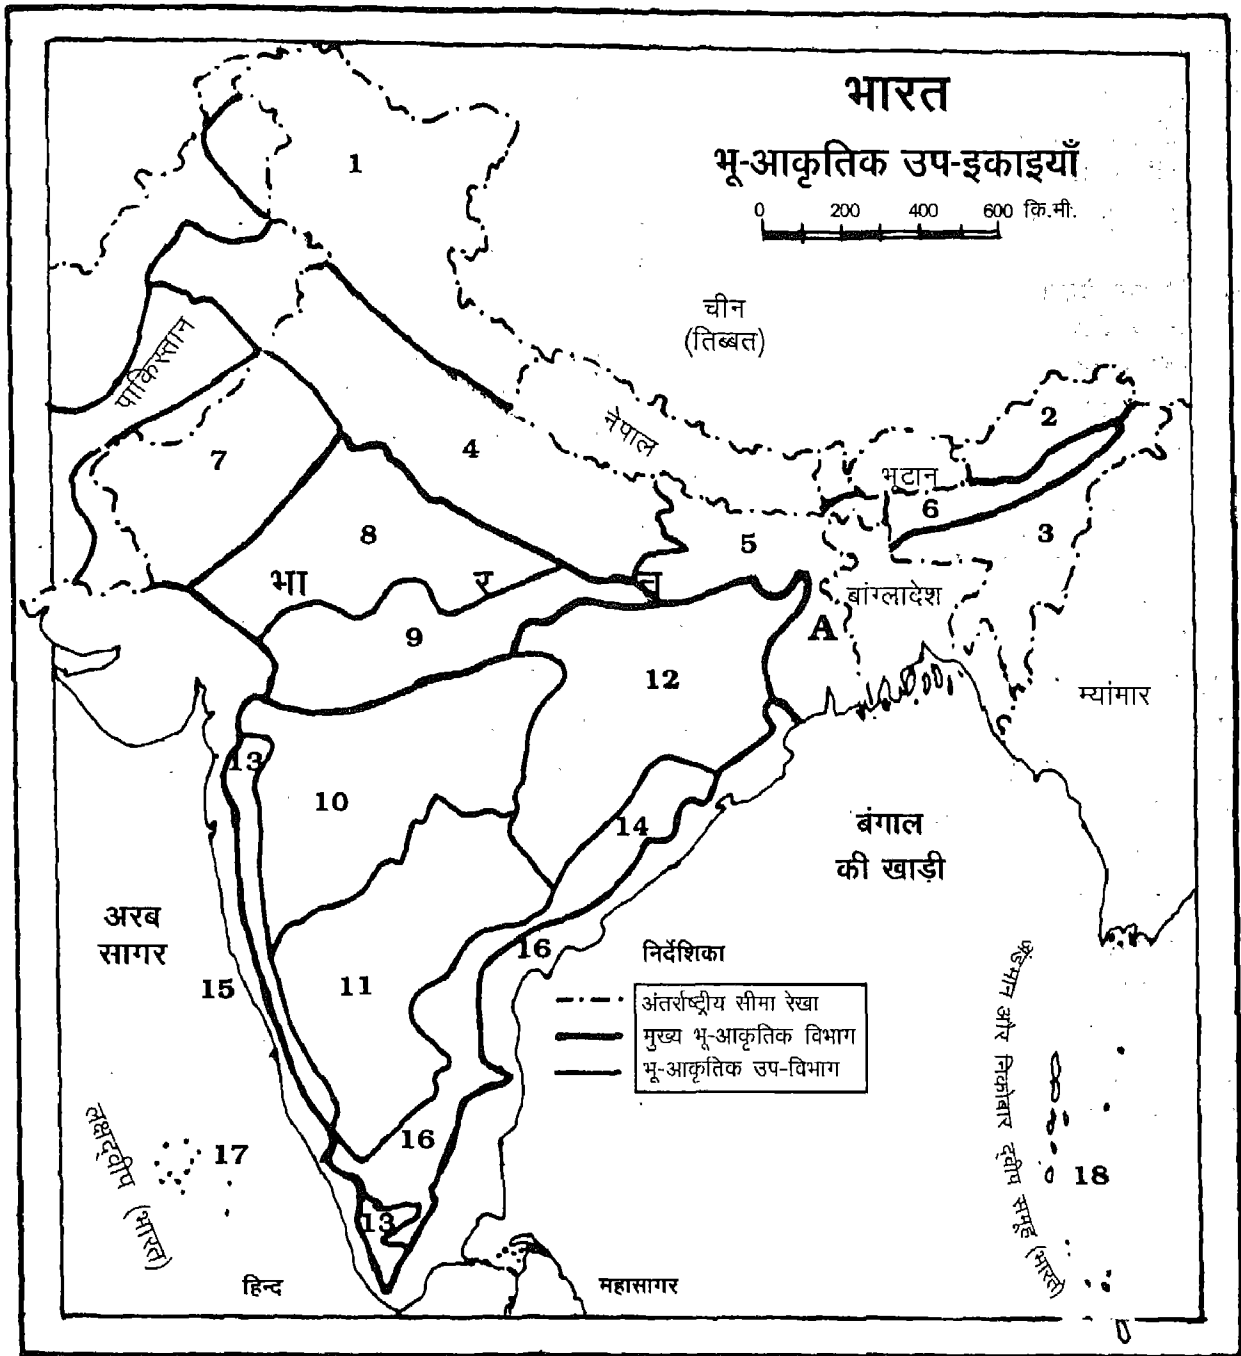 भारत
भू-आकृतिक उप-इकाइयाँ
0 200 400 600 कि.मी.
1
चीन
(तिब्बत)
पाकिस्तान
नेपाल
2
7
4
भूटान
6
3
8
5
भा र त
बांग्लादेश
9
A
12
म्यांमार
13
10
14
बंगाल
की खाड़ी
अरब
सागर
16
15
11
निर्देशिका
अंतर्राष्ट्रीय सीमा रेखा
मुख्य भू-आकृतिक विभाग
भू-आकृतिक उप-विभाग
अंडमान और निकोबार द्वीप समूह (भारत)
लक्षद्वीप (भारत)
17
16
18
13
हिन्द महासागर